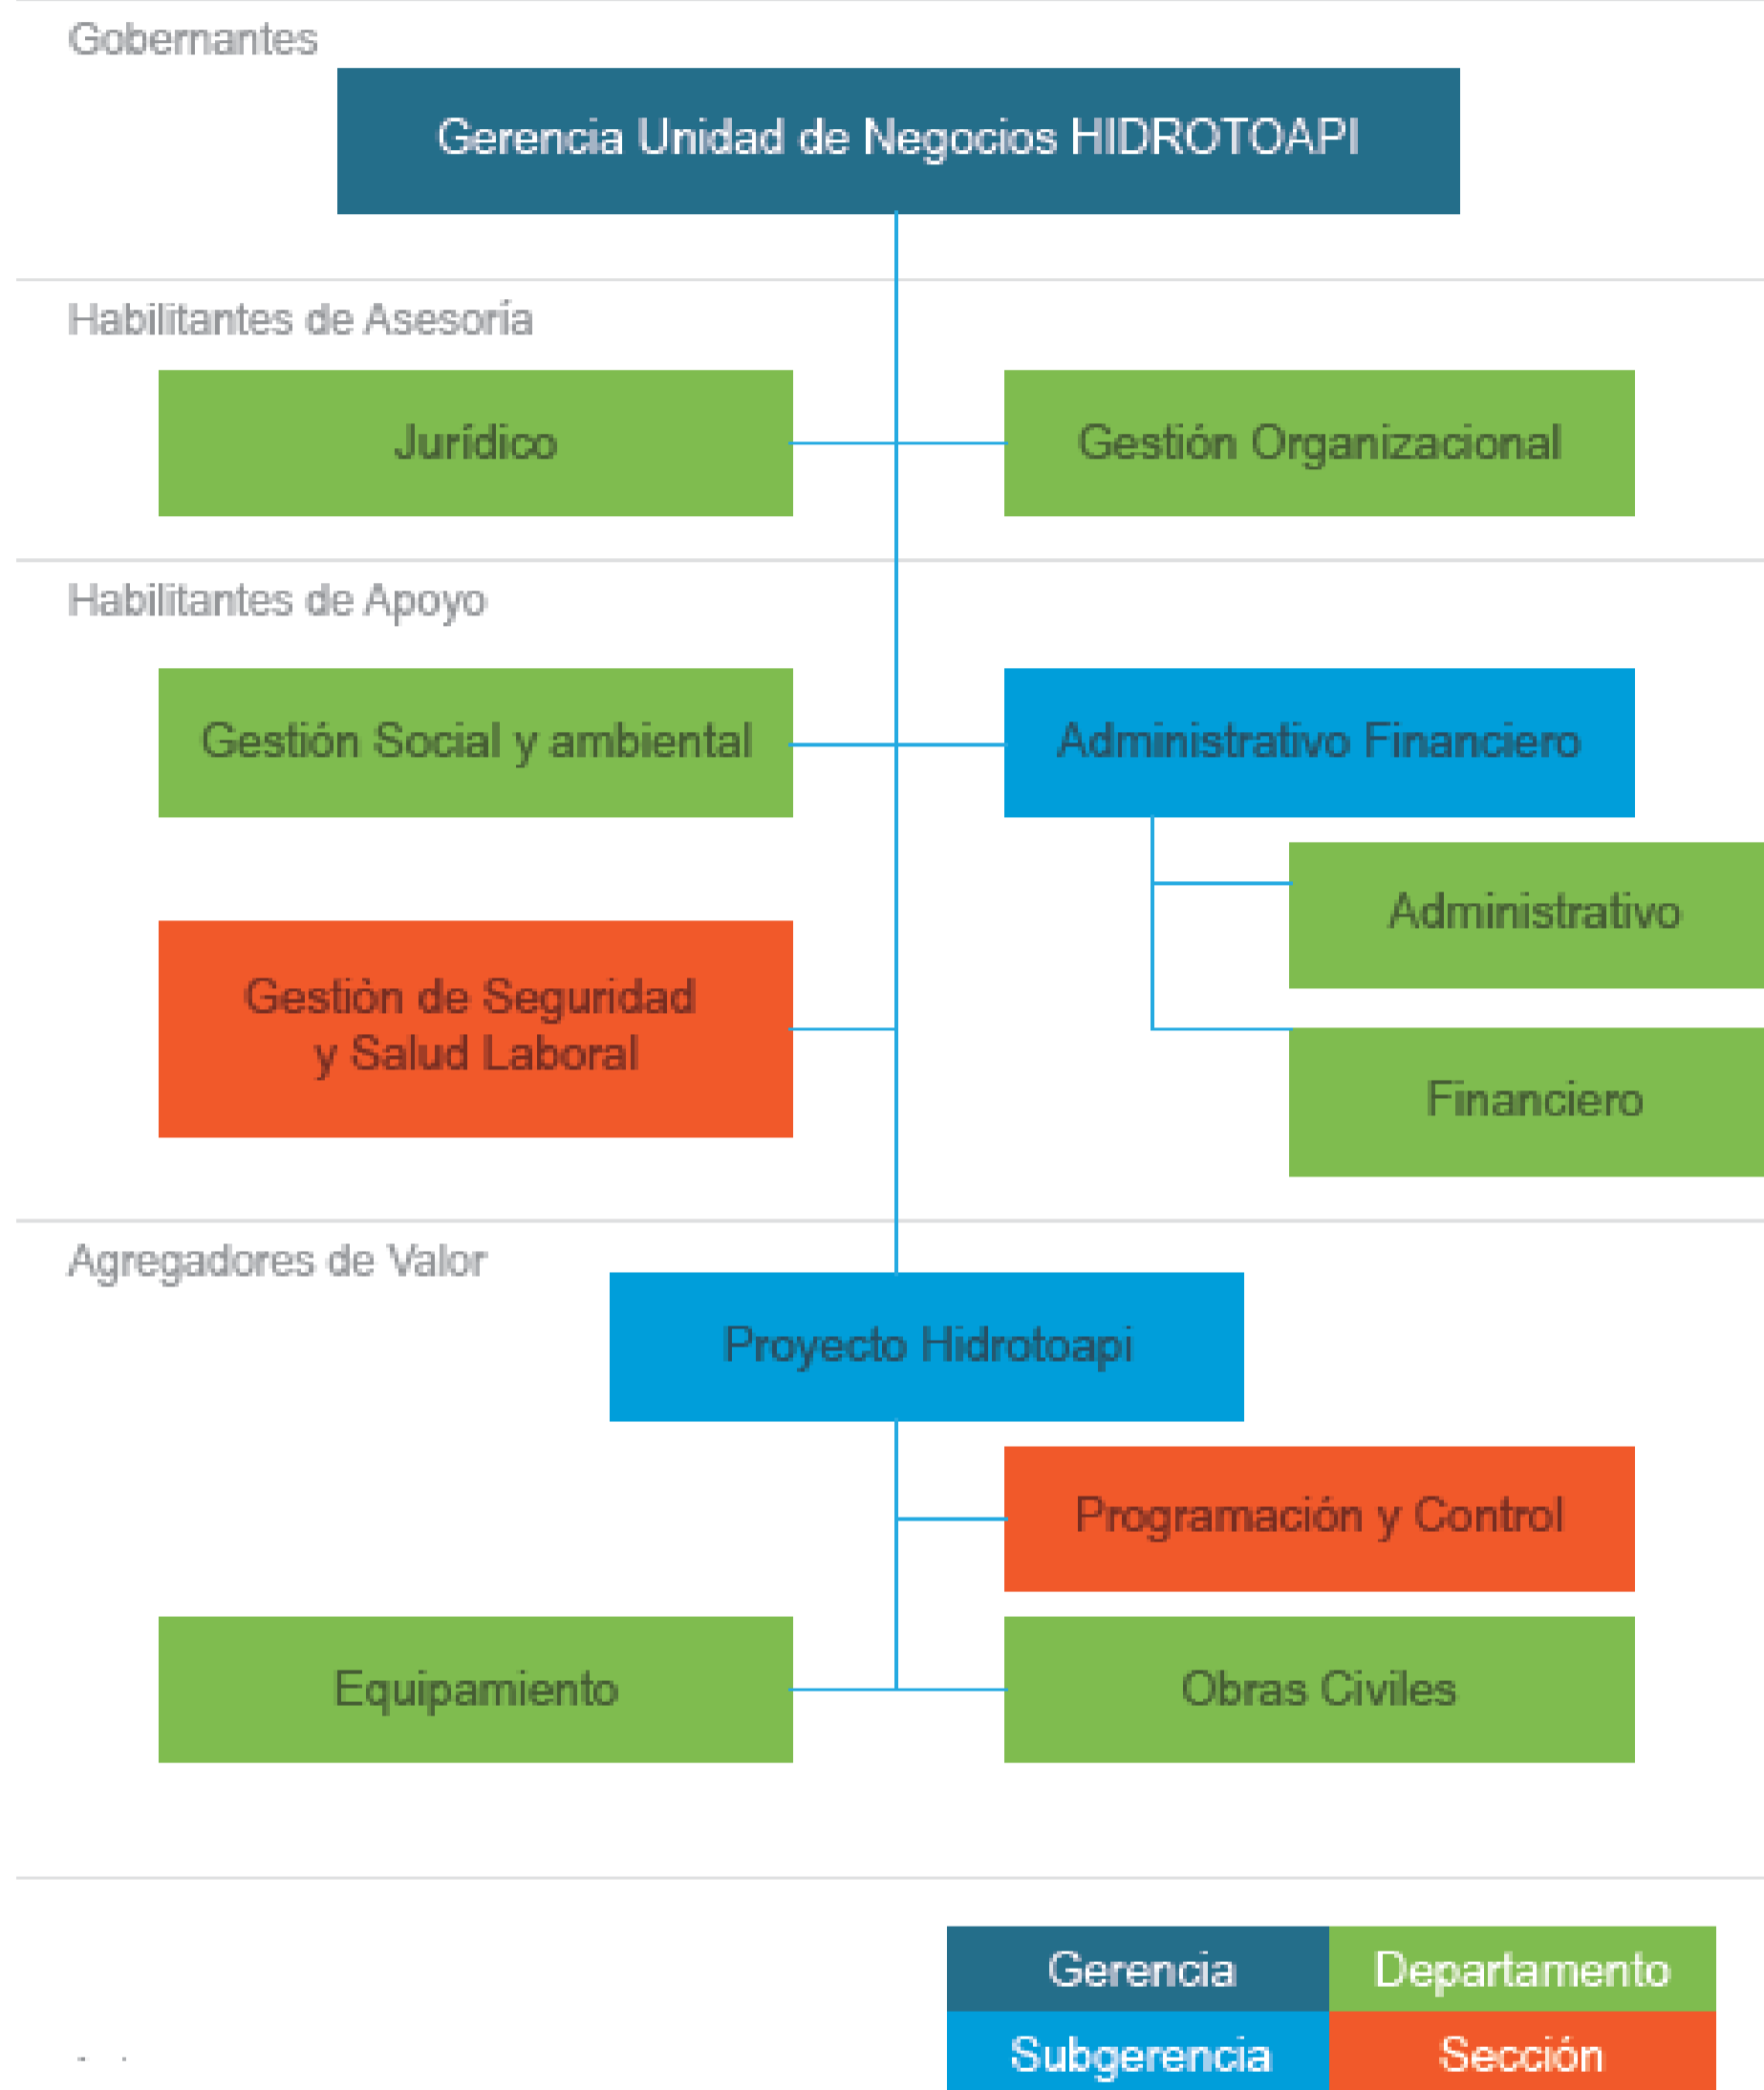 Gobernantes
Gerencia Unidad de Negocios HIDROTOAPI
Habilitantes de Asesoría
Jurídico
Gestión Organizacional
Habilitantes de Apoyo
Gestión Social y ambiental
Administrativo Financiero
Administrativo
Gestión de Seguridad
y Salud Laboral
Financiero
Agregadores de Valor
Proyecto Hidrotoapi
Programación y Control
Equipamiento
Obras Civiles
Gerencia
Departamento
Subgerencia
Sección